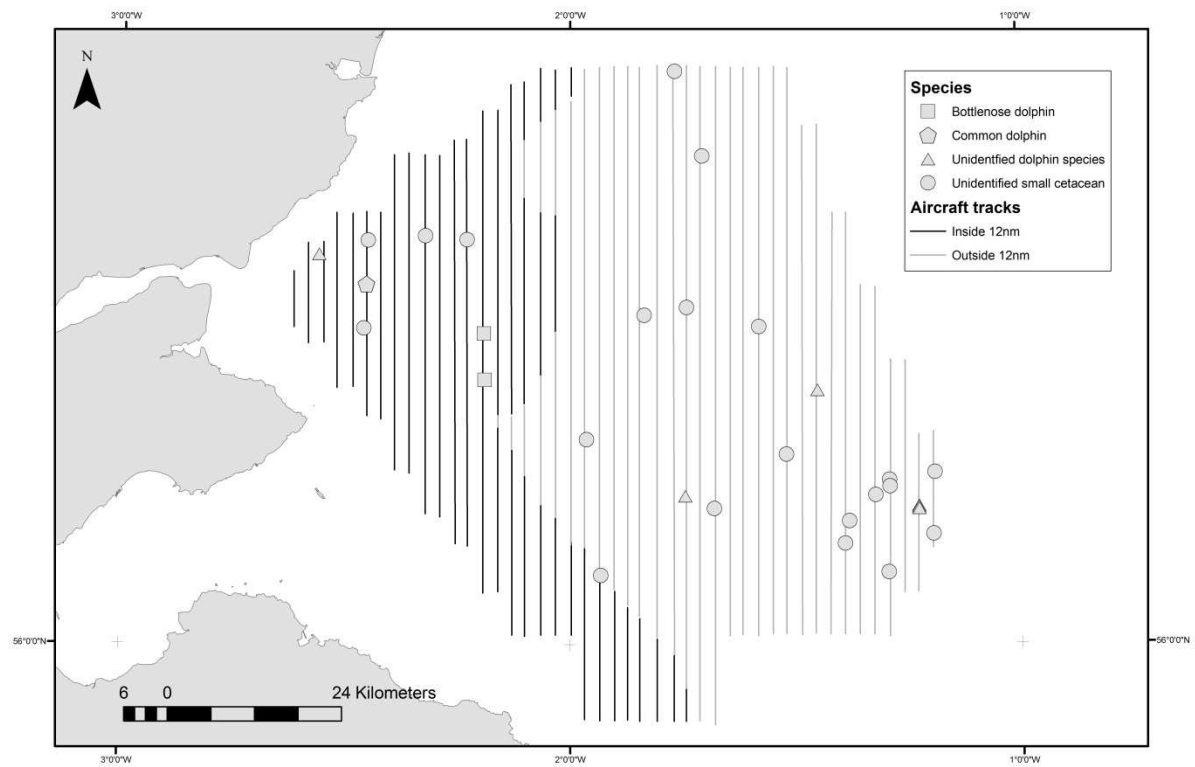 3°0'0"W 2°0'0"W 1°0'0"W
N
Species
Bottlenose dolphin
Common dolphin
Unidentfied dolphin species
Unidentified small cetacean
Aircraft tracks
Inside 12nm
Outside 12nm
56°0'0"N 56°0'0"N
6 0 24 Kilometers
3°0'0"W 2°0'0"W 1°0'0"W